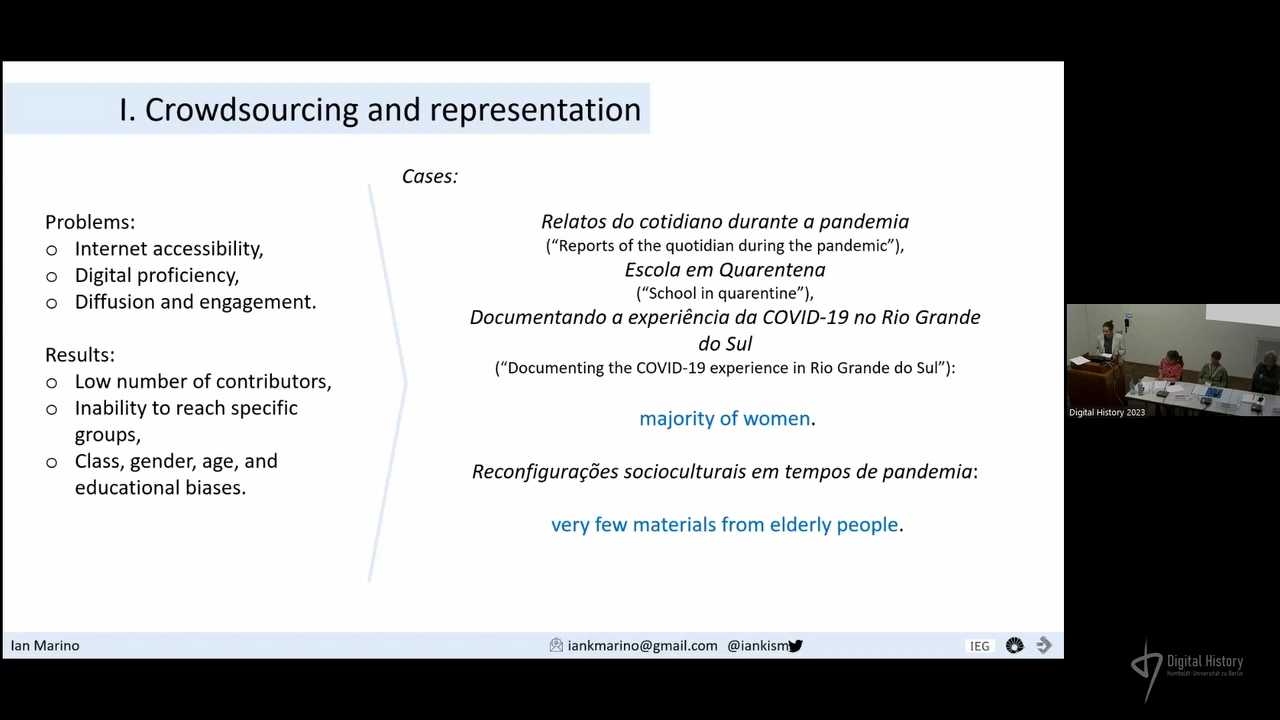 I. Crowdsourcing and representation
Problems:
o Internet accessibility,
o Digital proficiency,
o Diffusion and engagement.
Results:
o Low number of contributors,
o Inability to reach specific
groups,
o Class, gender, age, and
educational biases.
Cases:
Relatos do cotidiano durante a pandemia
(“Reports of the quotidian during the pandemic”),
Escola em Quarentena
(“School in quarentine”),
Documentando a experiência da COVID-19 no Rio Grande
do Sul
(“Documenting the COVID-19 experience in Rio Grande do Sul”):
majority of women.
Reconfigurações socioculturais em tempos de pandemia:
very few materials from elderly people.
Ian Marino
iankmarino@gmail.com @iankism
IEG
Digital History 2023
Digital History
Humboldt-Universität zu Berlin